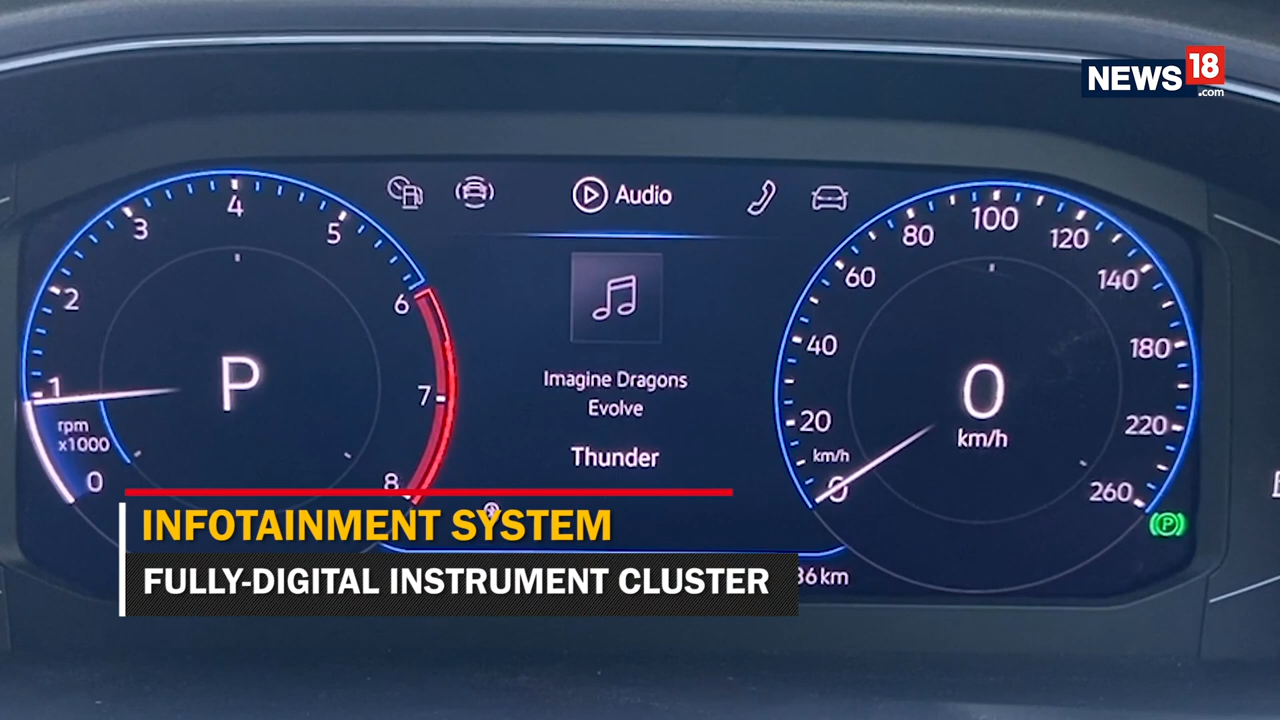 NEWS 18
.com
Audio
1
2
3
4
5
6
7
8
0
rpm
x1000
P
Imagine Dragons
Evolve
Thunder
0
20
40
60
80
100
120
140
180
220
260
km/h
0
km/h
P
INFOTAINMENT SYSTEM
FULLY-DIGITAL INSTRUMENT CLUSTER
km